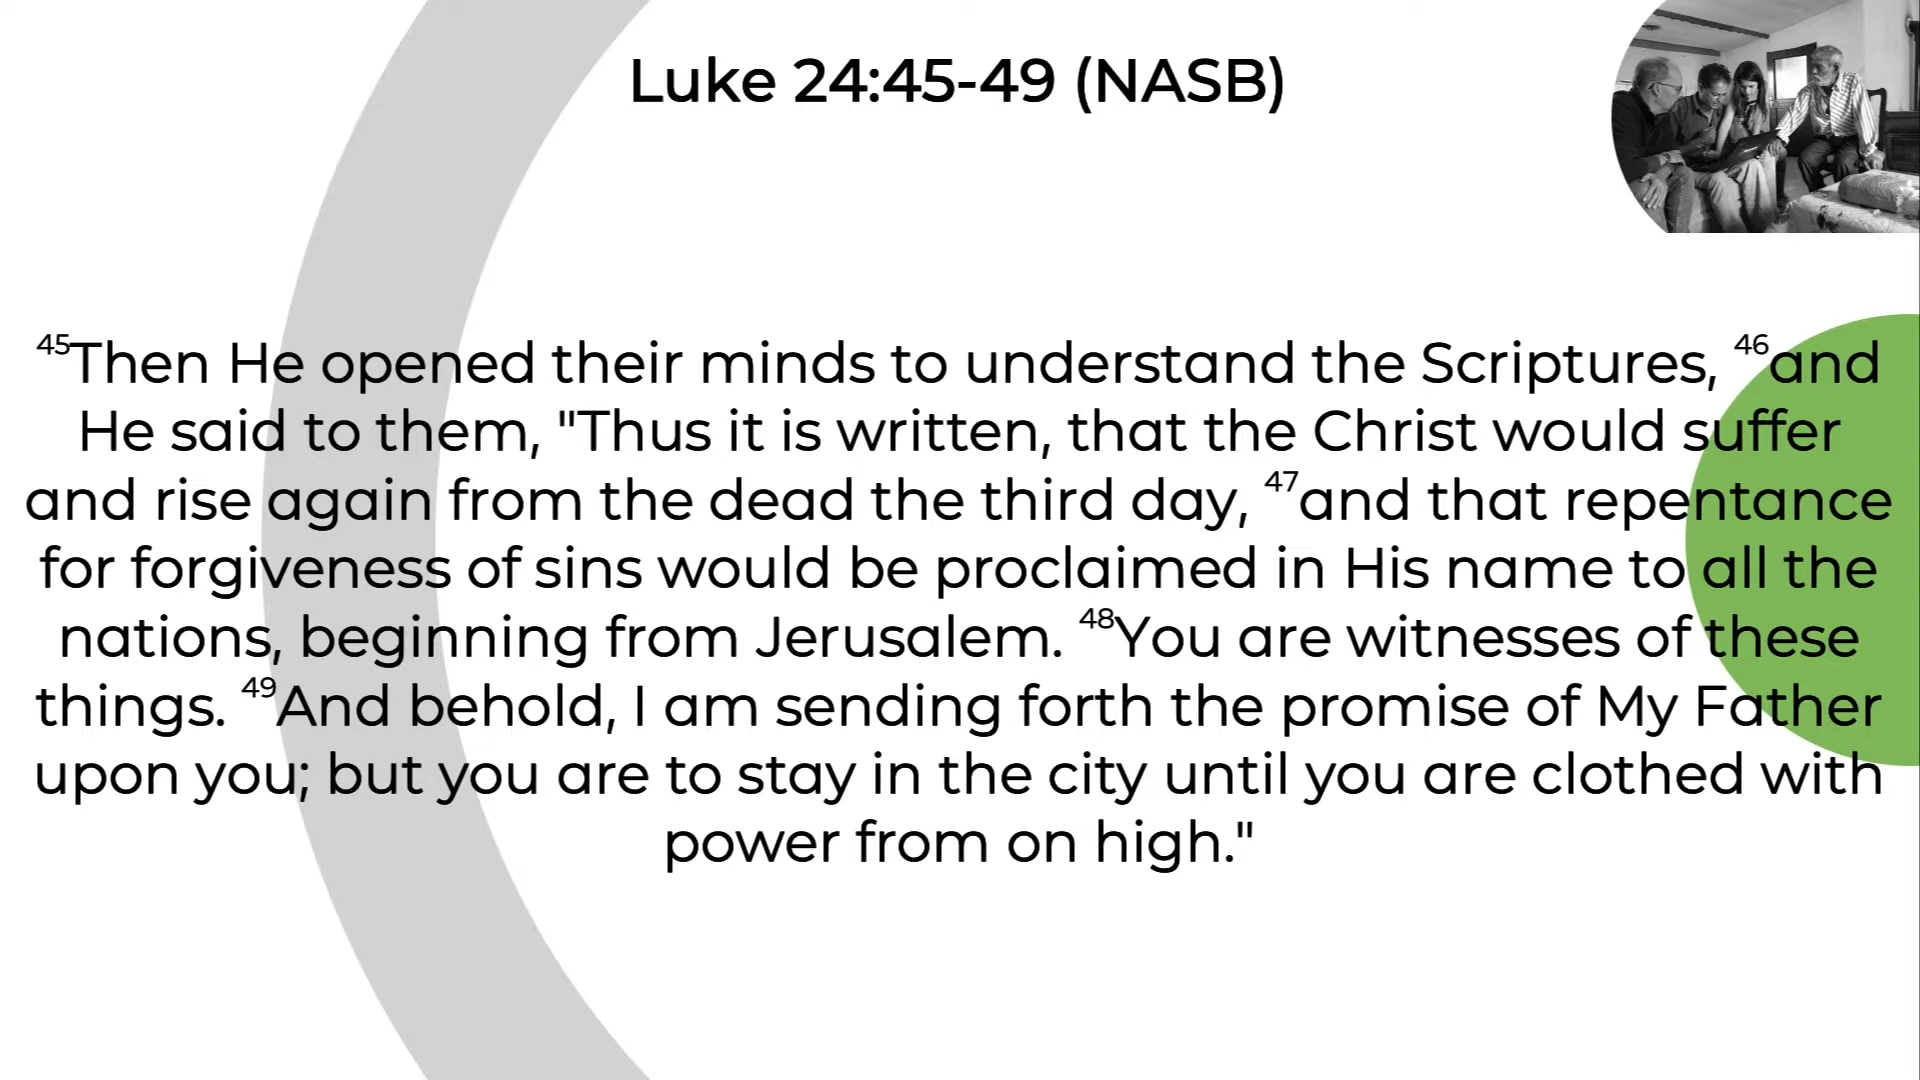 Luke 24:45-49 (NASB)
45Then He opened their minds to understand the Scriptures, 46and
He said to them, "Thus it is written, that the Christ would suffer
and rise again from the dead the third day, 47and that repentance
for forgiveness of sins would be proclaimed in His name to all the
nations, beginning from Jerusalem. 48You are witnesses of these
things. 49And behold, I am sending forth the promise of My Father
upon you; but you are to stay in the city until you are clothed with
power from on high."